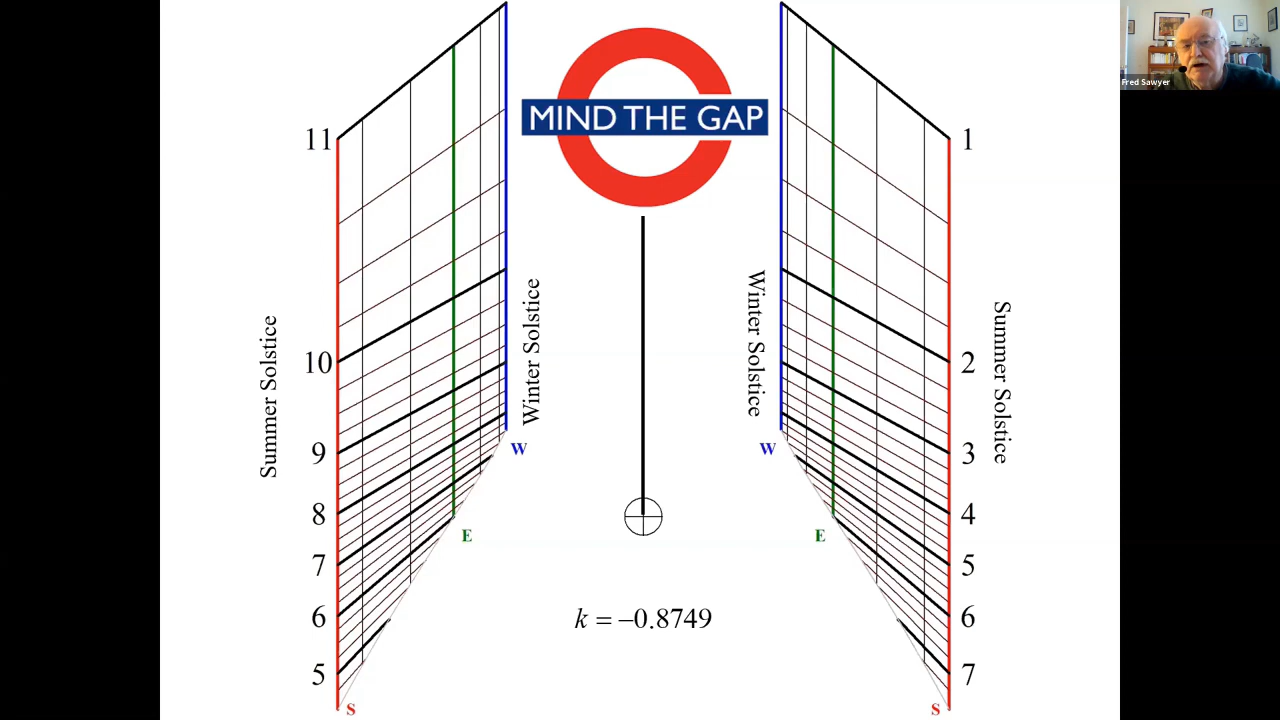 MIND THE GAP
Fred Sawyer
11
10
9
8
7
6
5
Summer Solstice
Winter Solstice
W
E
S
k = −0.8749
Winter Solstice
Summer Solstice
W
E
S
1
2
3
4
5
6
7